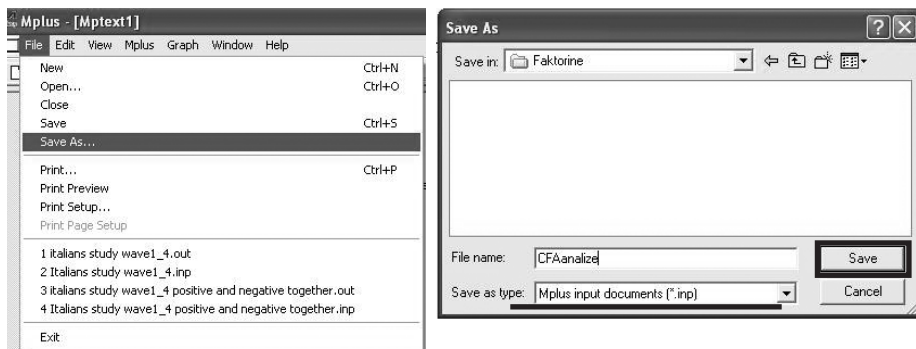 Mplus - [Mptext1]
File Edit View Mplus Graph Window Help
New Ctrl+N
Open... Ctrl+O
Close
Save Ctrl+S
Save As...
Print... Ctrl+P
Print Preview
Print Setup...
Print Page Setup
1 italians study wave1_4.out
2 Italians study wave1_4.inp
3 italians study wave1_4 positive and negative together.out
4 Italians study wave1_4 positive and negative together.inp
Exit
Save As
Save in: Faktorine
File name: CFAanalize
Save
Save as type: Mplus input documents (*.inp)
Cancel